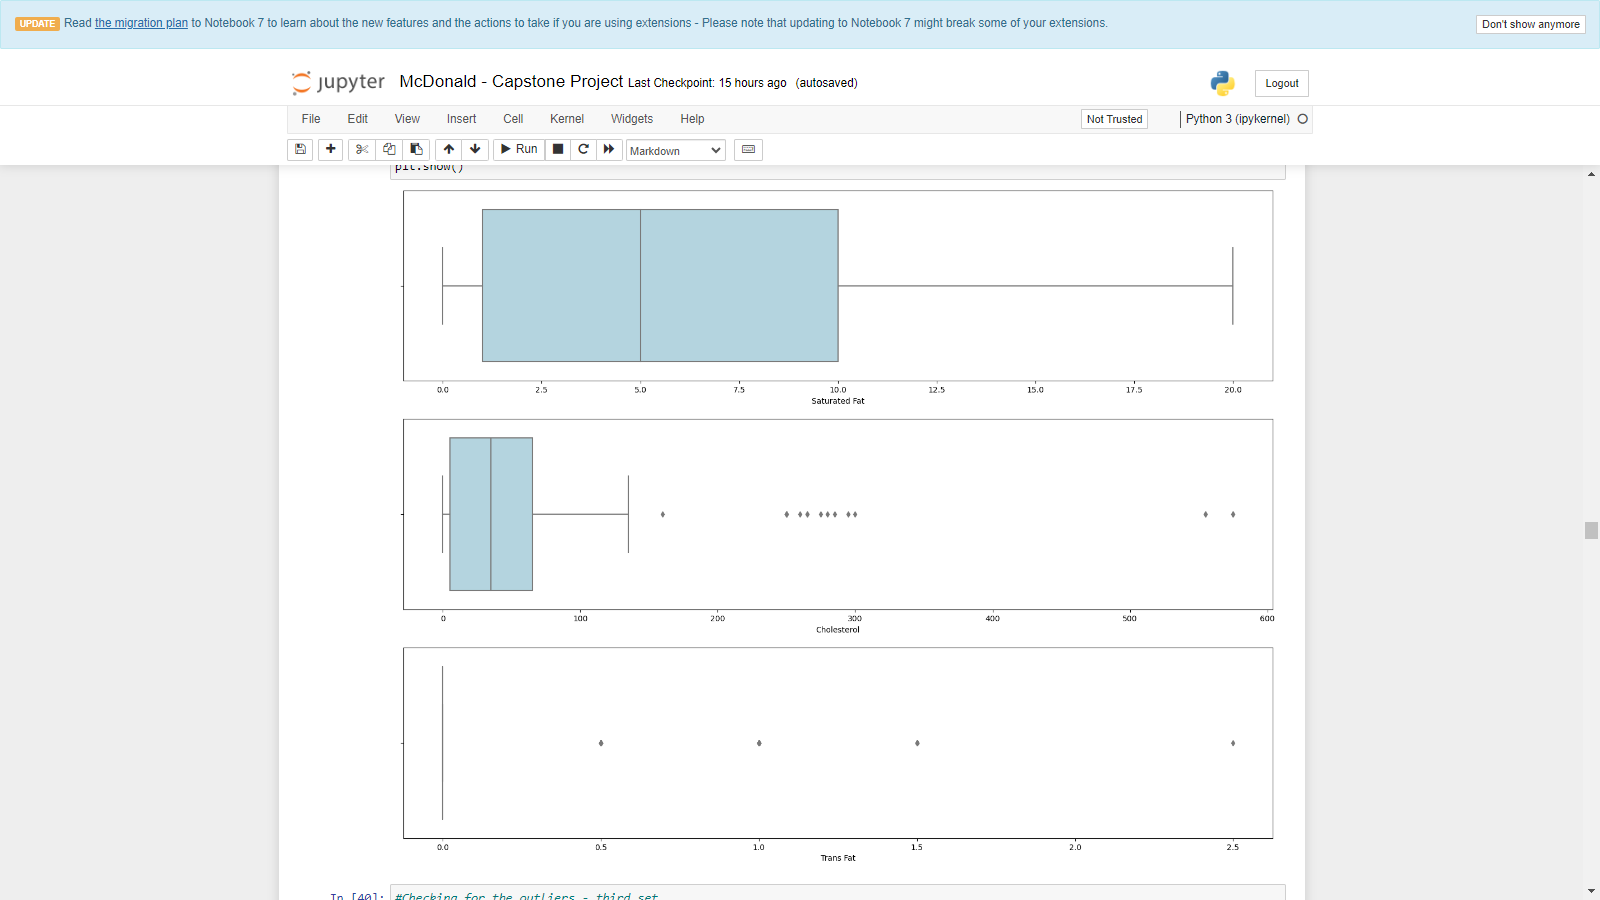 UPDATE Read the migration plan to Notebook 7 to learn about the new features and the actions to take if you are using extensions - Please note that updating to Notebook 7 might break some of your extensions. Don't show anymore
jupyter McDonald - Capstone Project Last Checkpoint: 15 hours ago (autosaved) Logout
File Edit View Insert Cell Kernel Widgets Help Not Trusted Python 3 (ipykernel)
Run Markdown
plt.show()
0.0 2.5 5.0 7.5 10.0 12.5 15.0 17.5 20.0
Saturated Fat
0 100 200 300 400 500 600
Cholesterol
0.0 0.5 1.0 1.5 2.0 2.5
Trans Fat
In [40]: #Checking for the outliers - third set